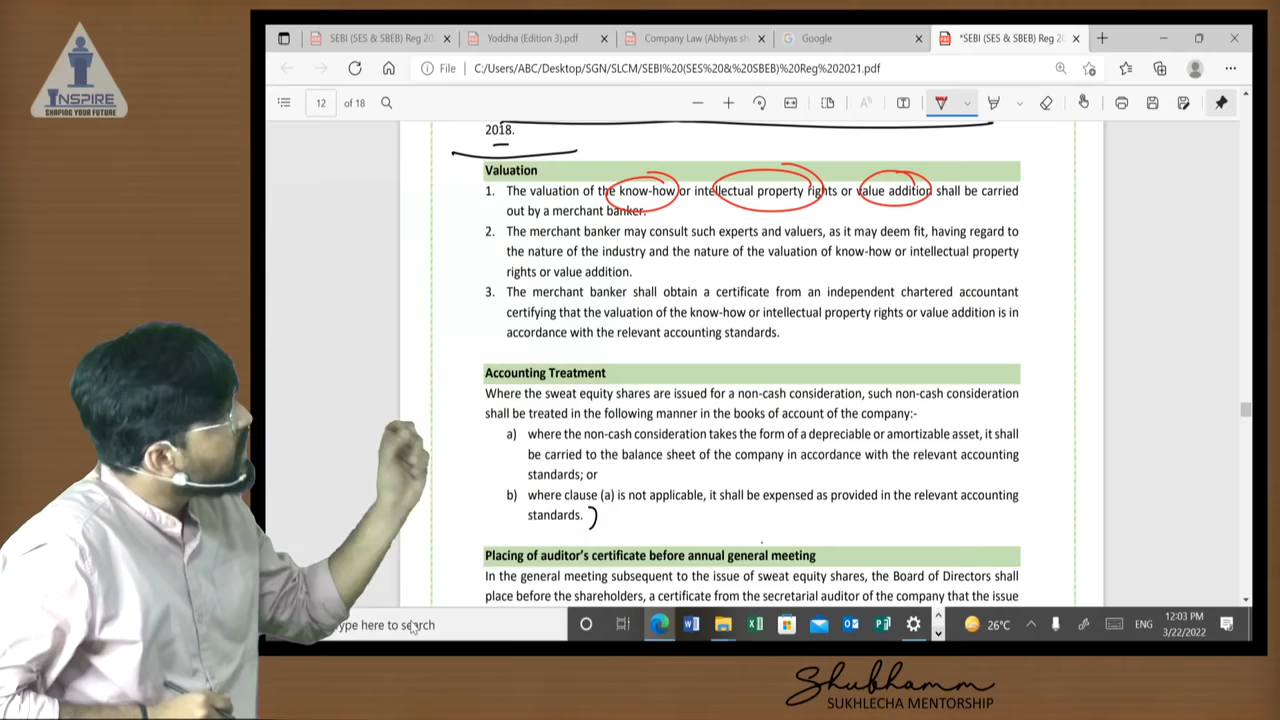 INSPIRE
SHAPING YOUR FUTURE
SEBI (SES & SBEB) Reg 20
Yoddha (Edition 3).pdf
Company Law (Abhyas sh
Google
*SEBI (SES & SBEB) Reg 2
File
C:/Users/ABC/Desktop/SGN/SLCM/SEBI%20(SES%20&%20SBEB)%20Reg%202021.pdf
12 of 18
2018.
Valuation
1. The valuation of the know-how or intellectual property rights or value addition shall be carried
out by a merchant banker.
2. The merchant banker may consult such experts and valuers, as it may deem fit, having regard to
the nature of the industry and the nature of the valuation of know-how or intellectual property
rights or value addition.
3. The merchant banker shall obtain a certificate from an independent chartered accountant
certifying that the valuation of the know-how or intellectual property rights or value addition is in
accordance with the relevant accounting standards.
Accounting Treatment
Where the sweat equity shares are issued for a non-cash consideration, such non-cash consideration
shall be treated in the following manner in the books of account of the company:-
a) where the non-cash consideration takes the form of a depreciable or amortizable asset, it shall
be carried to the balance sheet of the company in accordance with the relevant accounting
standards; or
b) where clause (a) is not applicable, it shall be expensed as provided in the relevant accounting
standards.
Placing of auditor's certificate before annual general meeting
In the general meeting subsequent to the issue of sweat equity shares, the Board of Directors shall
place before the shareholders, a certificate from the secretarial auditor of the company that the issue
ype here to search
26°C
ENG
12:03 PM
3/22/2022
Shubhamm
SUKHLECHA MENTORSHIP